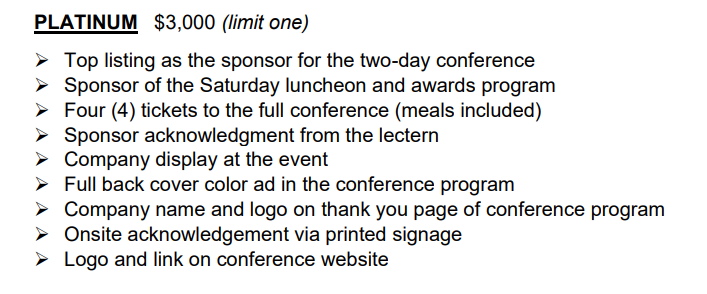 PLATINUM $3,000 (limit one)
➢ Top listing as the sponsor for the two-day conference
➢ Sponsor of the Saturday luncheon and awards program
➢ Four (4) tickets to the full conference (meals included)
➢ Sponsor acknowledgment from the lectern
➢ Company display at the event
➢ Full back cover color ad in the conference program
➢ Company name and logo on thank you page of conference program
➢ Onsite acknowledgement via printed signage
➢ Logo and link on conference website